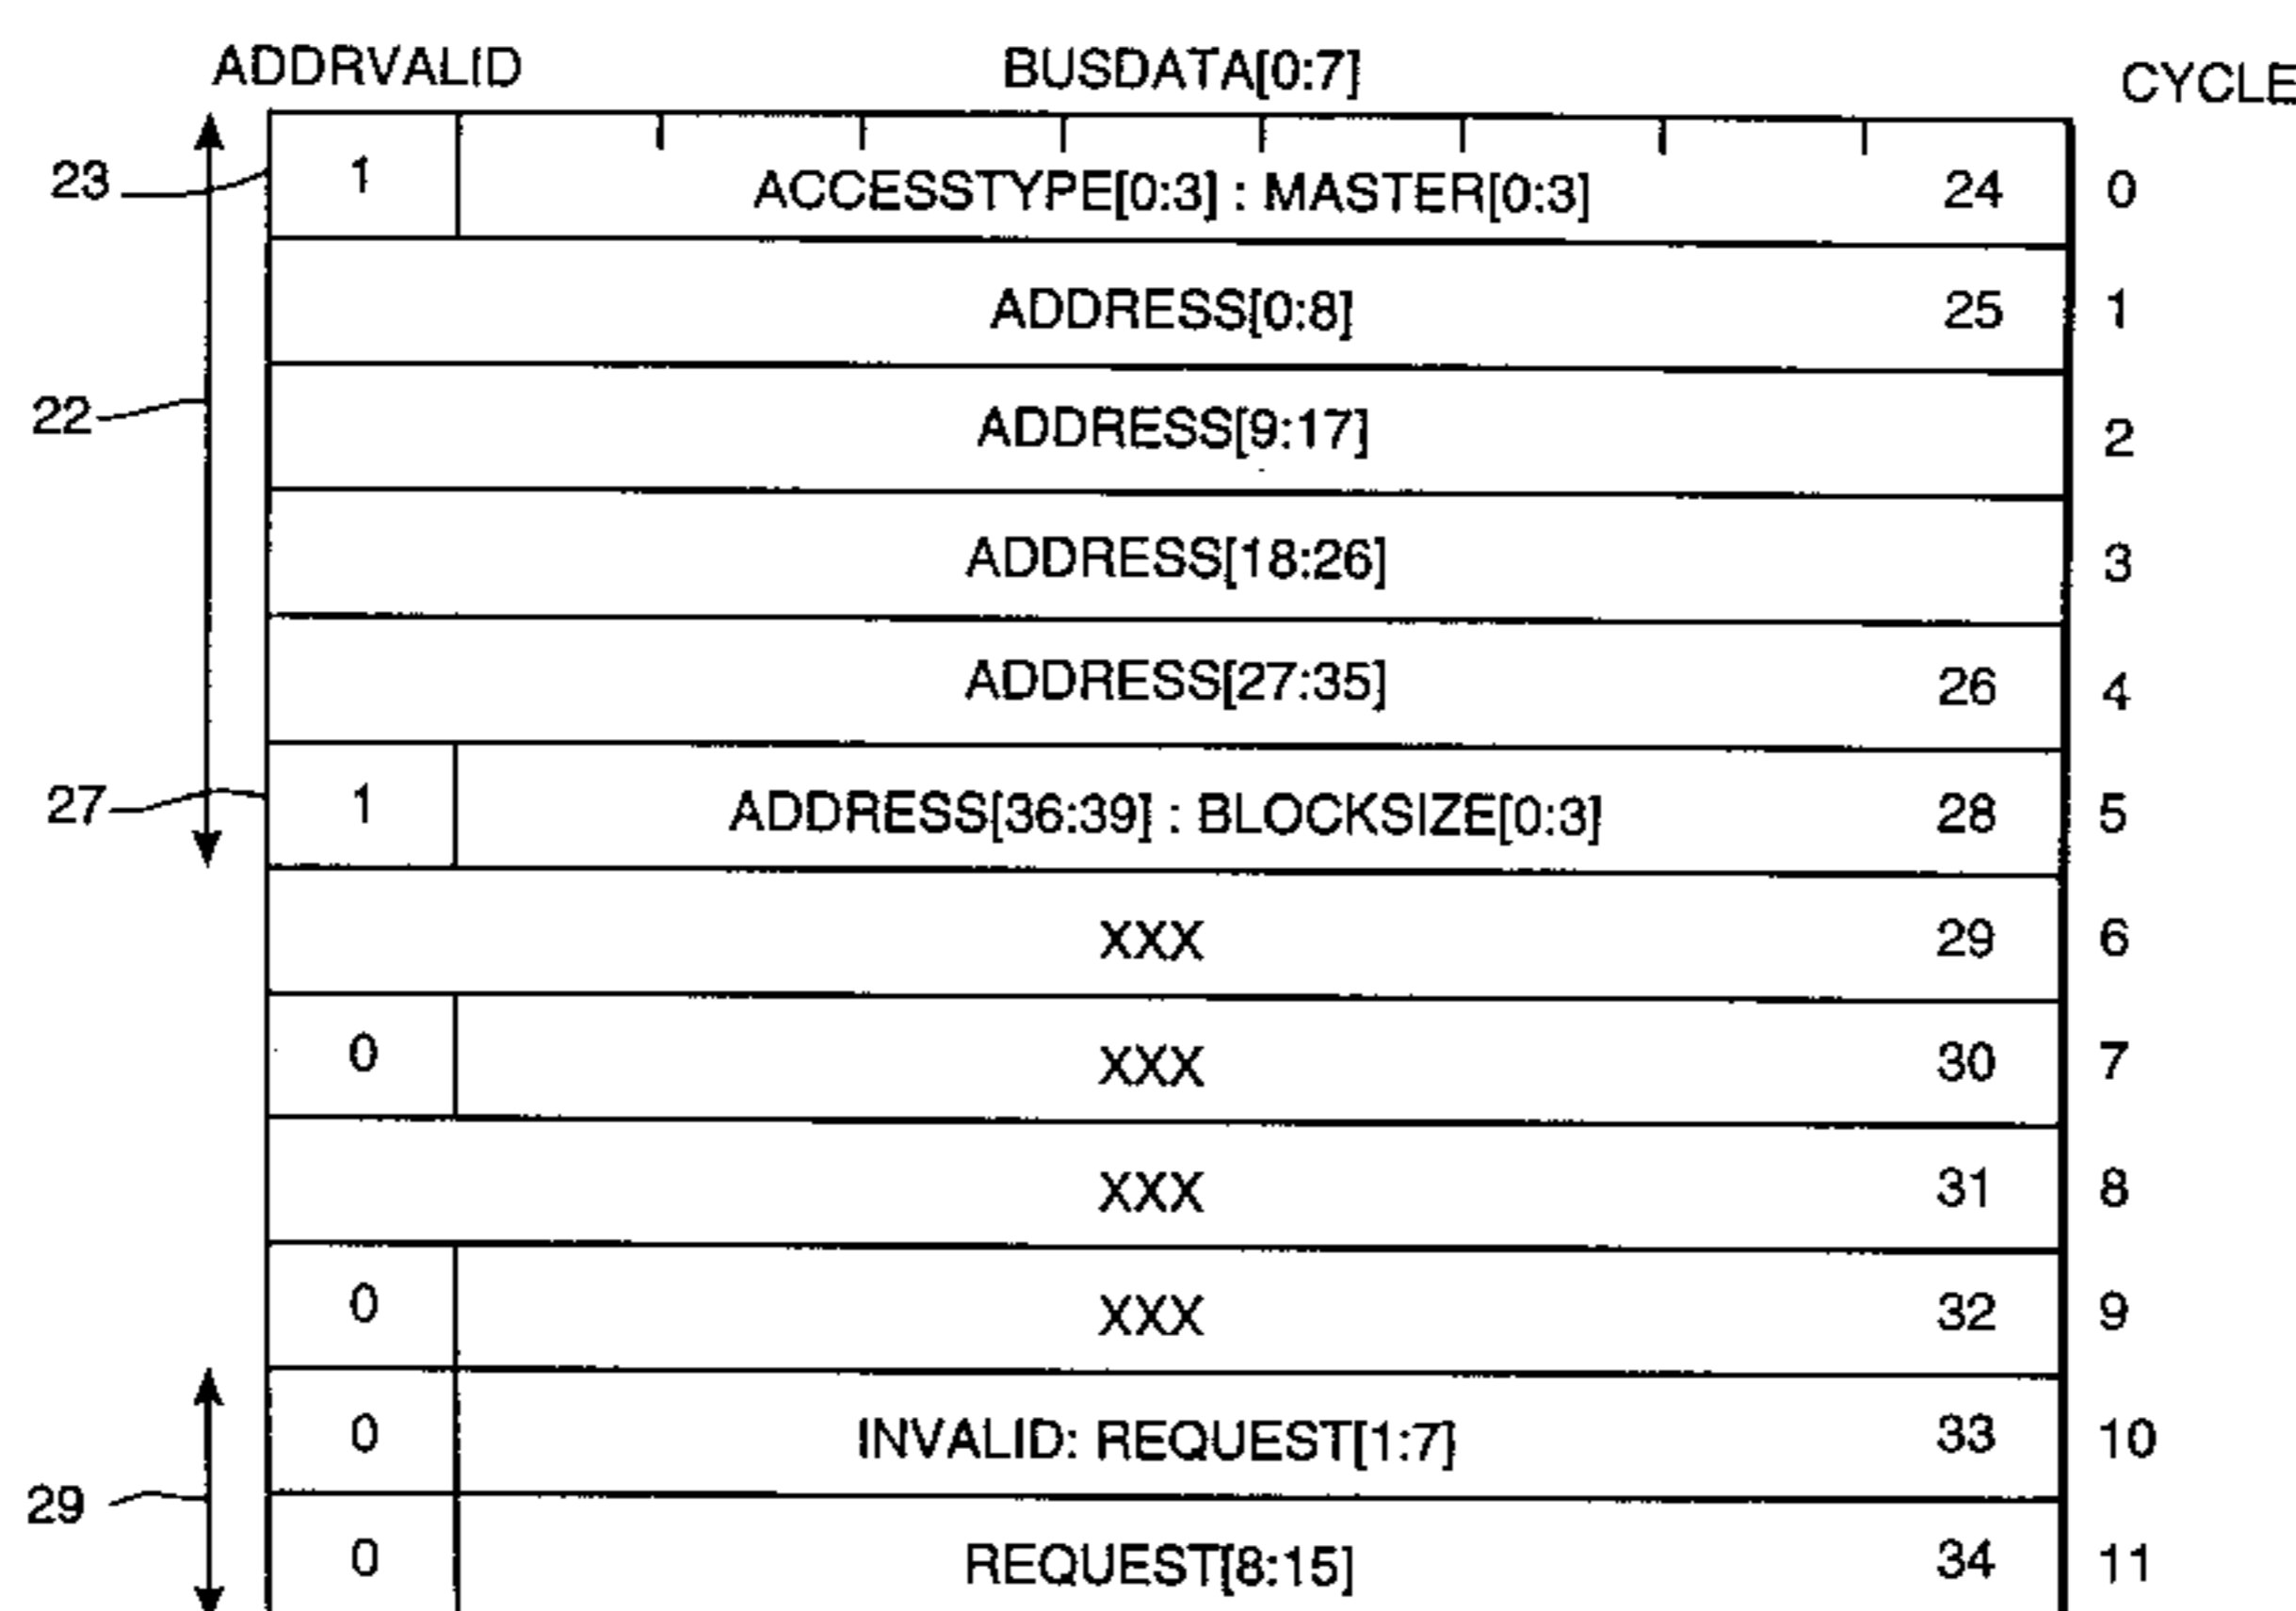 ADDRVALID BUSDATA[0:7] CYCLE
23 1 ACCESSTYPE[0:3] : MASTER[0:3] 24 0
ADDRESS[0:8] 25 1
22 ADDRESS[9:17] 2
ADDRESS[18:26] 3
ADDRESS[27:35] 26 4
27 1 ADDRESS[36:39] : BLOCKSIZE[0:3] 28 5
XXX 29 6
0 XXX 30 7
XXX 31 8
0 XXX 32 9
0 INVALID: REQUEST[1:7] 33 10
29 0 REQUEST[8:15] 34 11